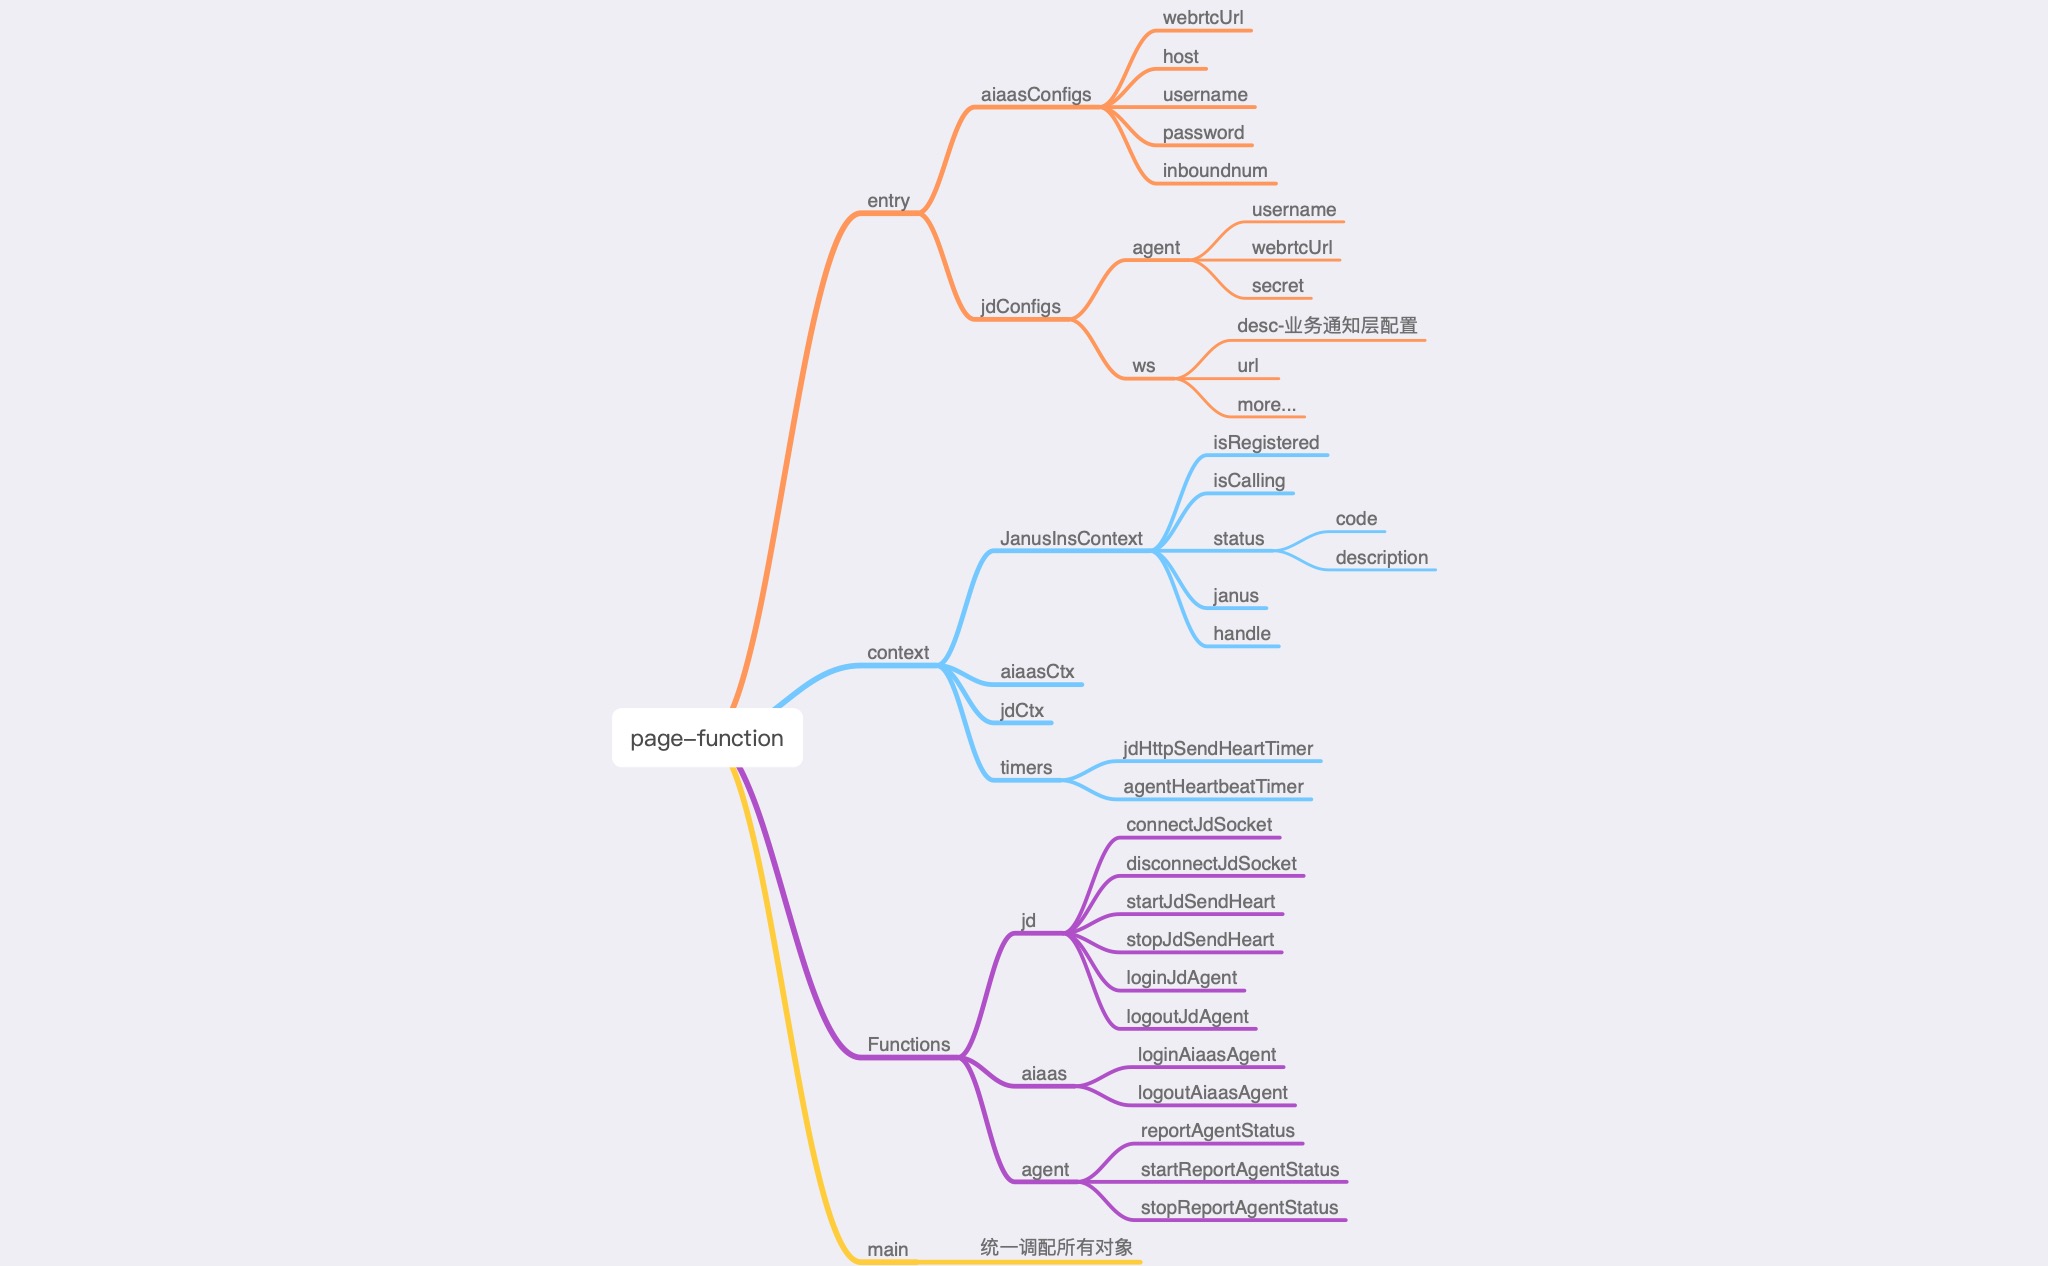 webrtcUrl
host
aiaasConfigs
username
password
inboundnum
entry
username
agent
webrtcUrl
secret
jdConfigs
desc-业务通知层配置
ws
url
more...
isRegistered
isCalling
code
JanusInsContext
status
description
janus
handle
context
aiaasCtx
jdCtx
page-function
jdHttpSendHeartTimer
timers
agentHeartbeatTimer
connectJdSocket
disconnectJdSocket
startJdSendHeart
jd
stopJdSendHeart
loginJdAgent
logoutJdAgent
Functions
loginAiaasAgent
aiaas
logoutAiaasAgent
reportAgentStatus
agent
startReportAgentStatus
stopReportAgentStatus
main
统一调配所有对象